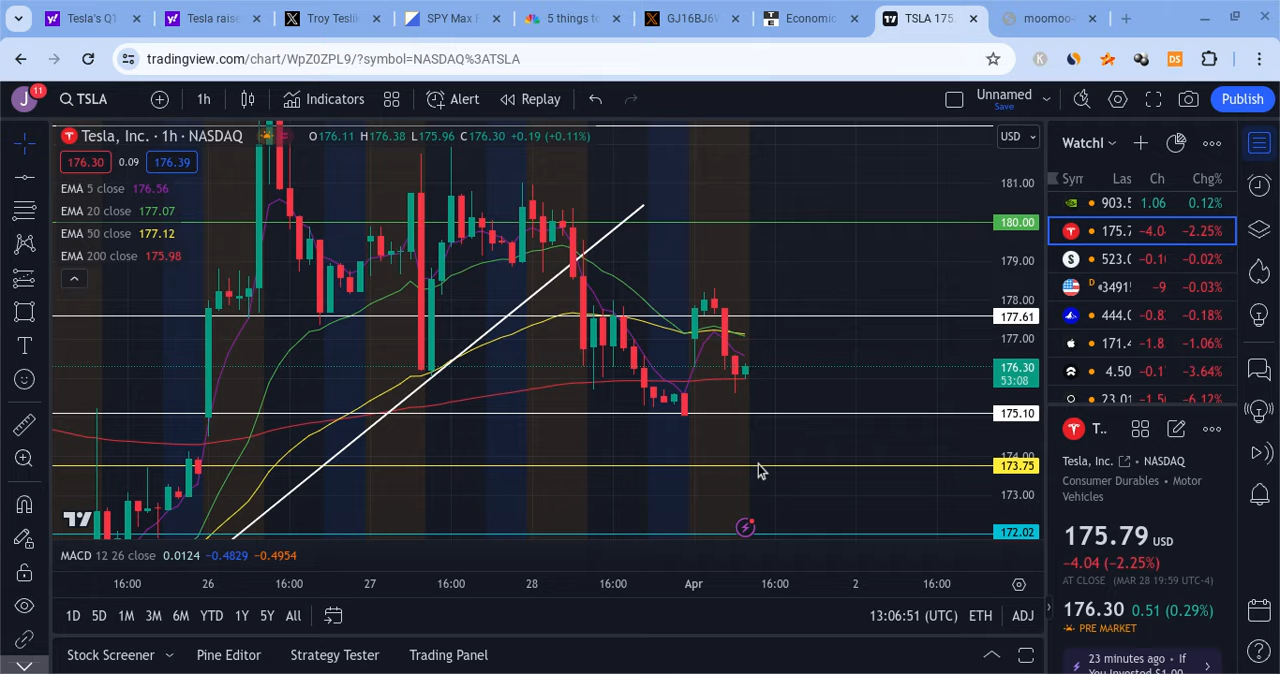 Tesla's Q1
Tesla raise
Troy Teslik
SPY Max P
5 things to
GJ16BJ6W
Economic
TSLA 175.
moomoo-
tradingview.com/chart/WpZ0ZPL9/?symbol=NASDAQ%3ATSLA
J 11 TSLA 1h Indicators Alert Replay Unnamed Save Publish
Tesla, Inc. · 1h · NASDAQ O176.11 H176.38 L175.96 C176.30 +0.19 (+0.11%) USD
176.30 0.09 176.39
EMA 5 close 176.56
EMA 20 close 177.07
EMA 50 close 177.12
EMA 200 close 175.98
181.00
180.00
179.00
178.00
177.61
177.00
176.30
53:08
175.10
174.00
173.75
173.00
172.02
MACD 12 26 close 0.0124 −0.4829 −0.4954
16:00 26 16:00 27 16:00 28 16:00 Apr 16:00 2 16:00
1D 5D 1M 3M 6M YTD 1Y 5Y All 13:06:51 (UTC) ETH ADJ
Stock Screener Pine Editor Strategy Tester Trading Panel
Watchl
Syn Las Ch Chg%
903.5 1.06 0.12%
175.7 −4.04 −2.25%
523.0 −0.10 −0.02%
D 34915 −9 −0.03%
444.0 −0.8 −0.18%
171.4 −1.8 −1.06%
4.50 −0.1 −3.64%
23.01 −1.5 −6.12%
T..
Tesla, Inc. NASDAQ
Consumer Durables · Motor
Vehicles
175.79 USD
−4.04 (−2.25%)
AT CLOSE (MAR 28 19:59 UTC-4)
176.30 0.51 (0.29%)
PRE MARKET
23 minutes ago · If
You Invested $1,00